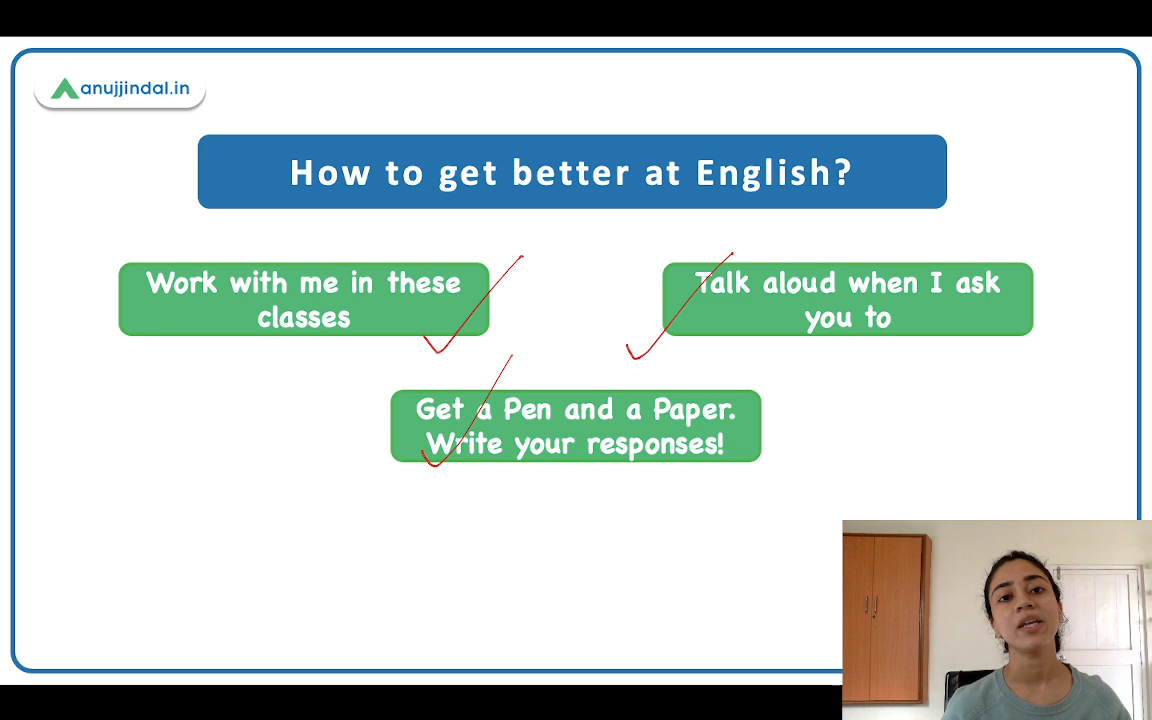 anujjindal.in
How to get better at English?
Work with me in these
classes
Talk aloud when I ask
you to
Get a Pen and a Paper.
Write your responses!